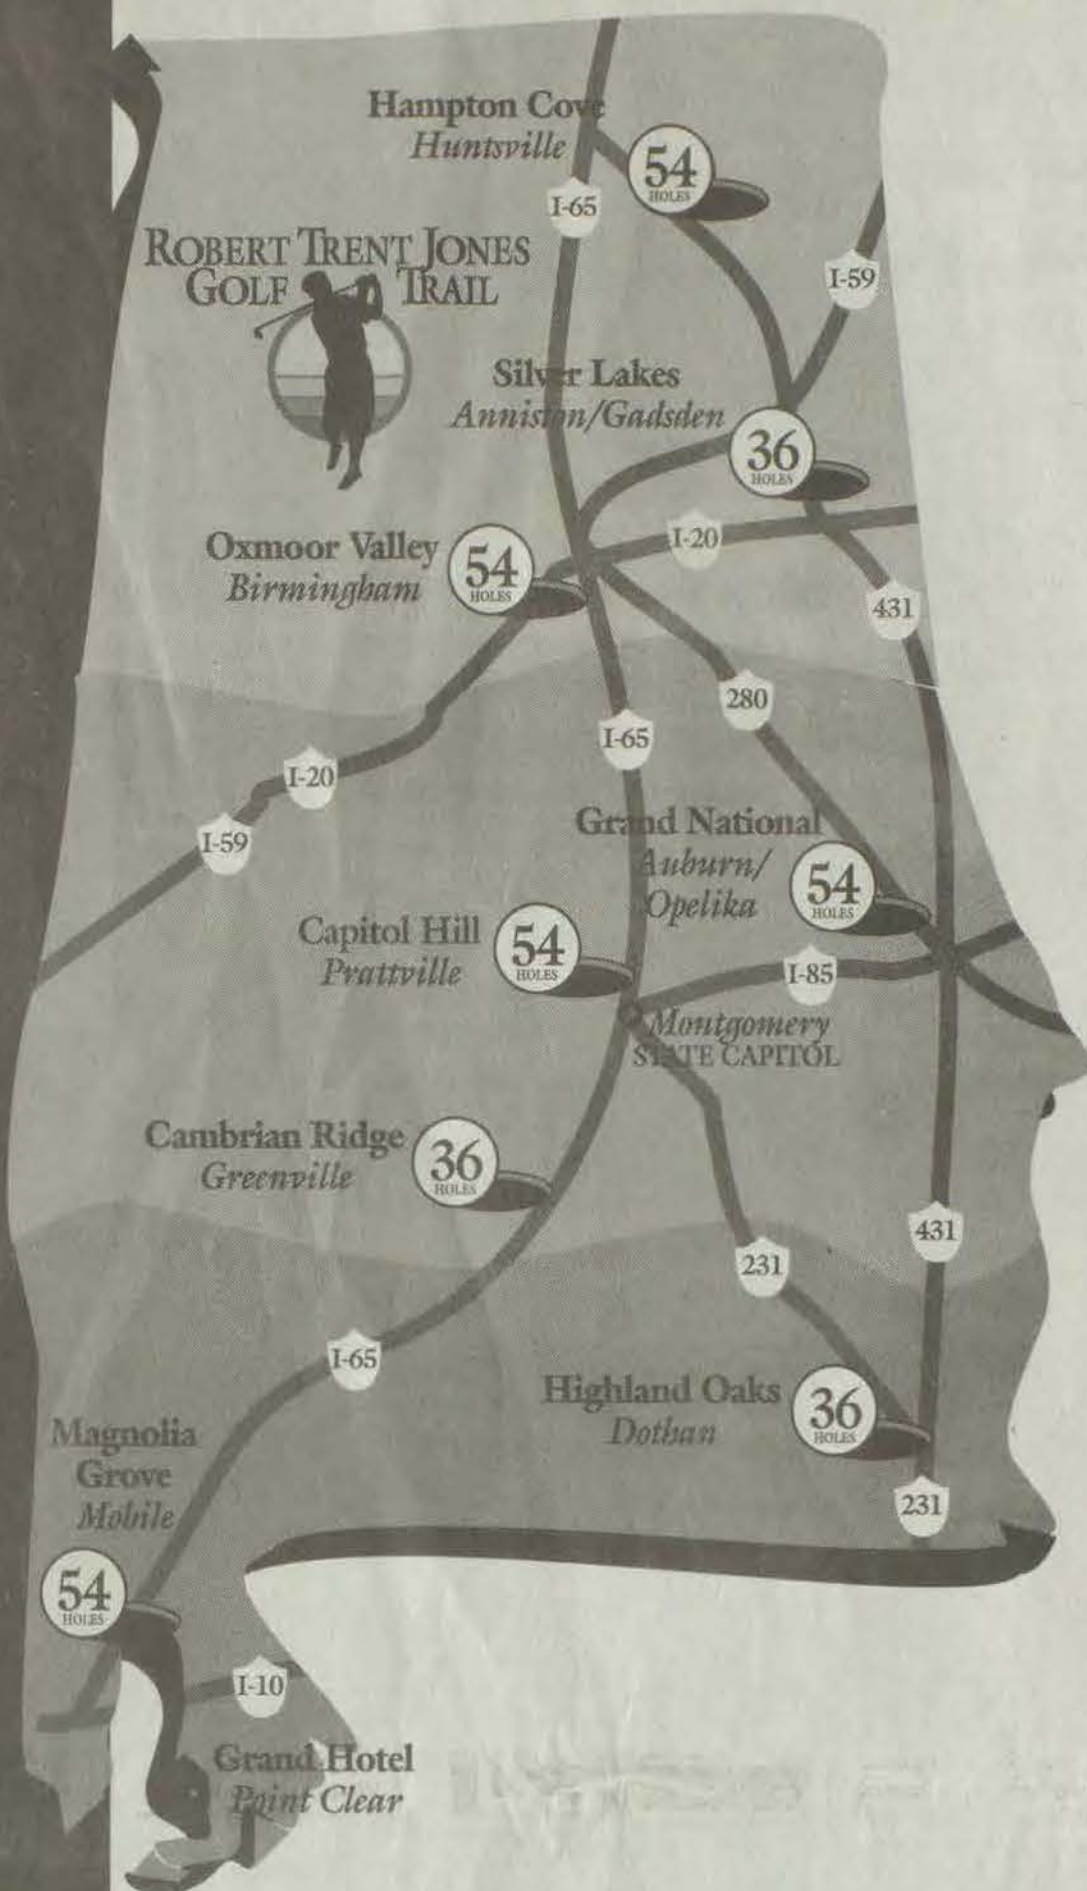 Hampton Cove
Huntsville
54
HOLES
I-65
ROBERT TRENT JONES
GOLF TRAIL
I-59
Silver Lakes
Anniston/Gadsden
36
HOLES
I-20
Oxmoor Valley
Birmingham
54
HOLES
431
280
I-65
I-20
I-59
Grand National
Auburn/
Opelika
54
HOLES
Capitol Hill
Prattville
54
HOLES
I-85
Montgomery
STATE CAPITOL
Cambrian Ridge
Greenville
36
HOLES
431
231
I-65
Highland Oaks
Dothan
36
HOLES
Magnolia
Grove
Mobile
231
54
HOLES
I-10
Grand Hotel
Point Clear